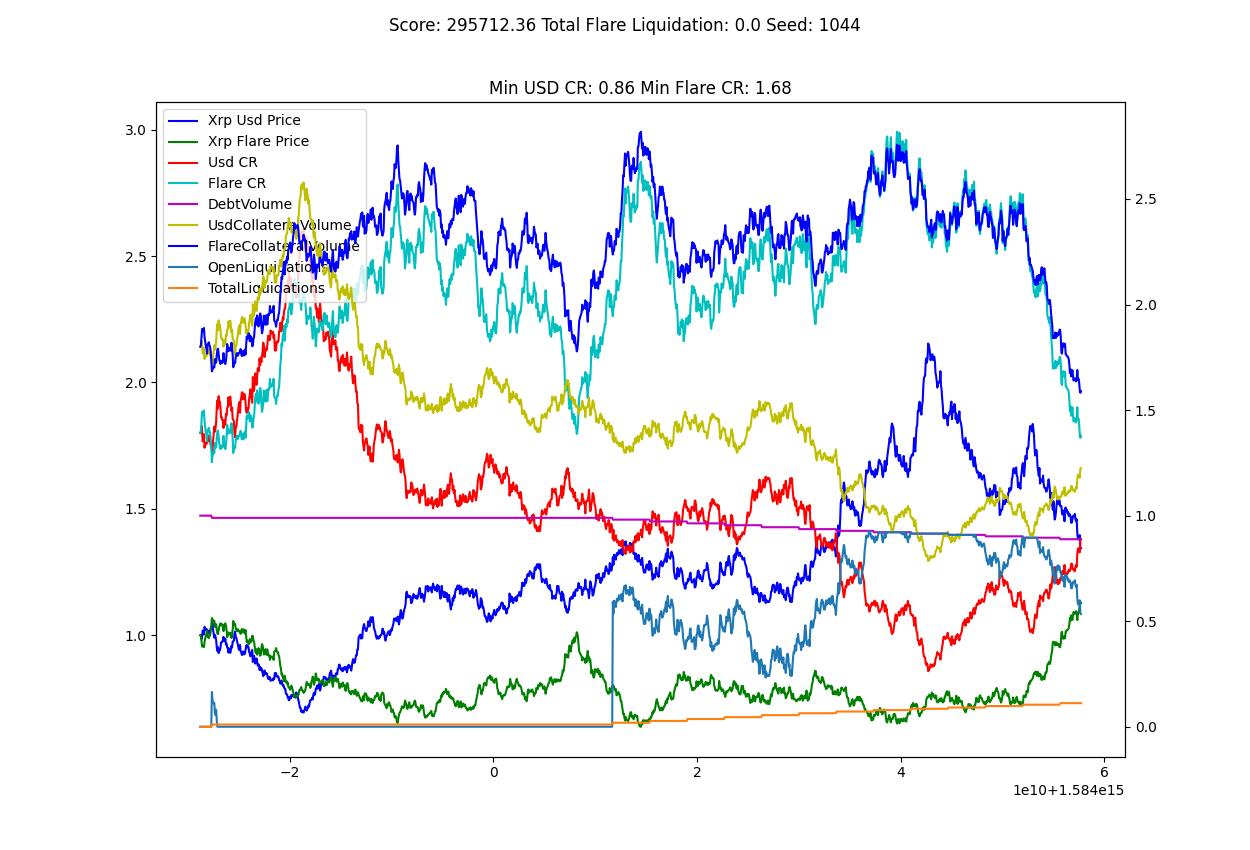 Score: 295712.36 Total Flare Liquidation: 0.0 Seed: 1044
Min USD CR: 0.86 Min Flare CR: 1.68
Xrp Usd Price
Xrp Flare Price
Usd CR
Flare CR
DebtVolume
UsdCollateralVolume
FlareCollateralVolume
OpenLiquidations
TotalLiquidations
3.0
2.5
2.0
1.5
1.0
2.5
2.0
1.5
1.0
0.5
0.0
−2
0
2
4
6
1e10+1.584e15